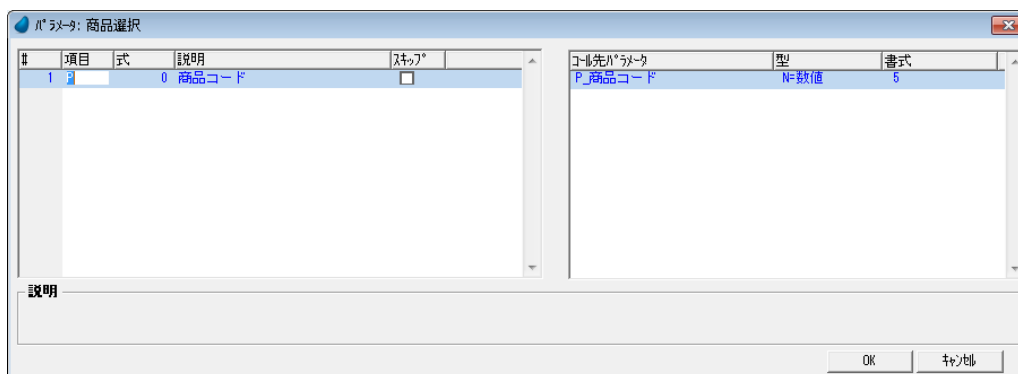 ﾊﾟﾗﾒｰﾀ: 商品選択
# 項目 式 説明 ｽｷｯﾌﾟ
1 P 0 商品コード
ｺｰﾙ先ﾊﾟﾗﾒｰﾀ 型 書式
P_商品コード N=数値 5
説明
OK ｷｬﾝｾﾙ